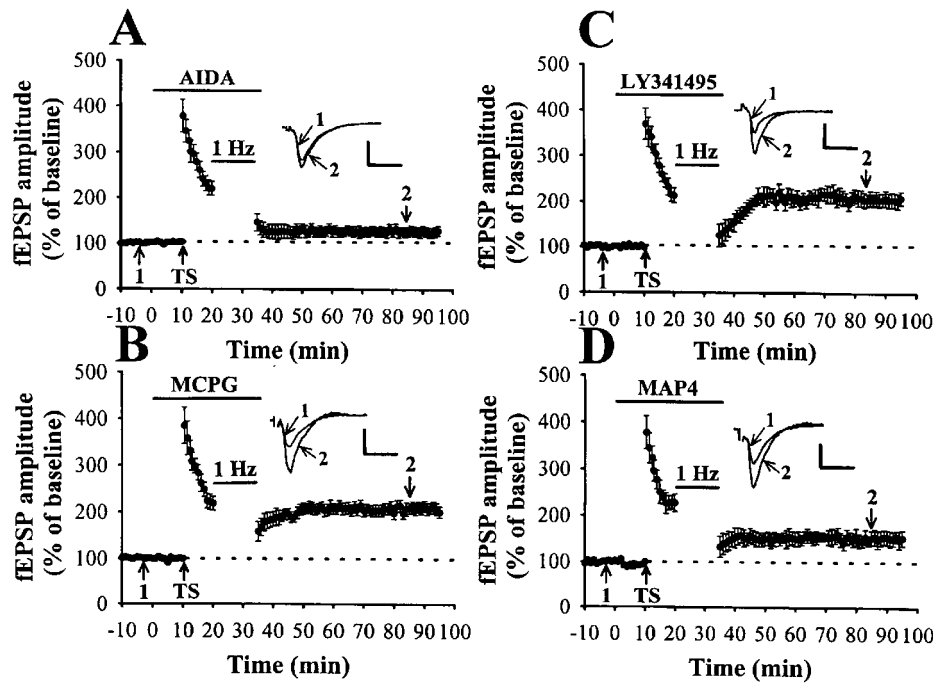 A
fEPSP amplitude
(% of baseline)
500
400
300
200
100
0
AIDA
1 Hz
1
2
2
1
TS
-10 0 10 20 30 40 50 60 70 80 90 100
Time (min)
B
fEPSP amplitude
(% of baseline)
500
400
300
200
100
0
MCPG
1 Hz
1
2
2
1
TS
-10 0 10 20 30 40 50 60 70 80 90 100
Time (min)
C
fEPSP amplitude
(% of baseline)
500
400
300
200
100
0
LY341495
1 Hz
1
2
2
1
TS
-10 0 10 20 30 40 50 60 70 80 90 100
Time (min)
D
fEPSP amplitude
(% of baseline)
500
400
300
200
100
0
MAP4
1 Hz
1
2
2
1
TS
-10 0 10 20 30 40 50 60 70 80 90 100
Time (min)